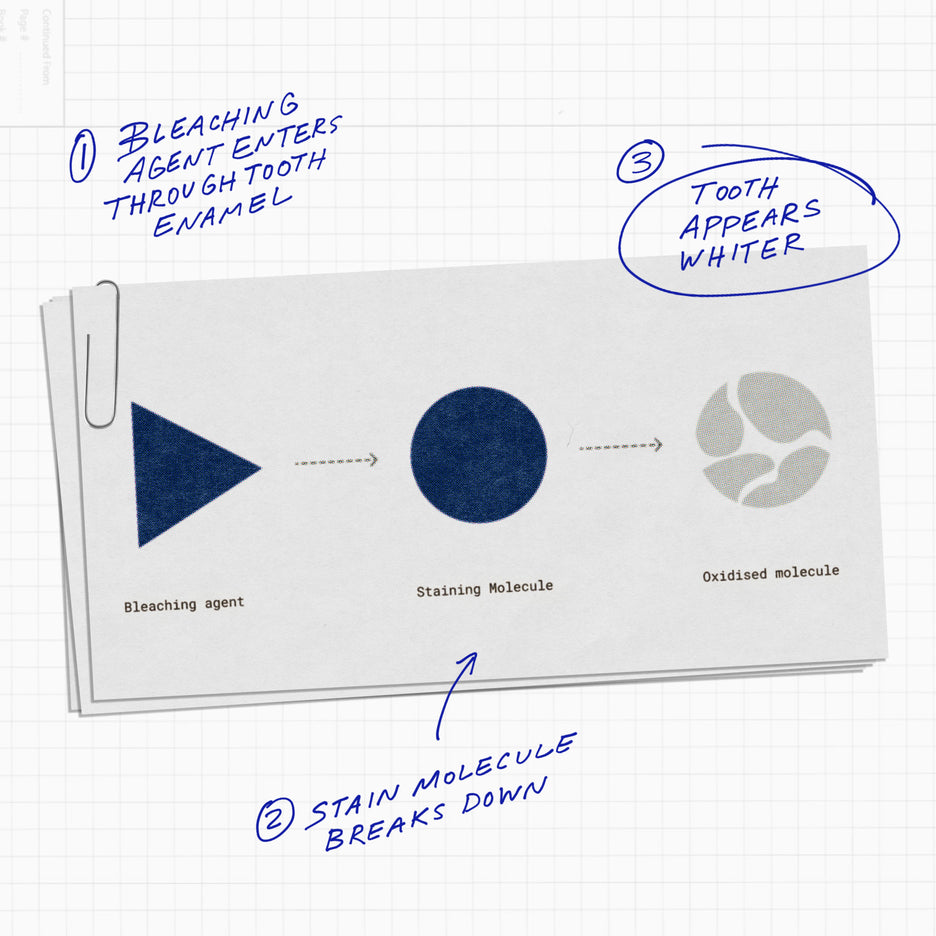 Continued From
Page #
Book #
① BLEACHING
AGENT ENTERS
THROUGH TOOTH
ENAMEL
③
TOOTH
APPEARS
WHITER
Bleaching agent
Staining Molecule
Oxidised molecule
② STAIN MOLECULE
BREAKS DOWN